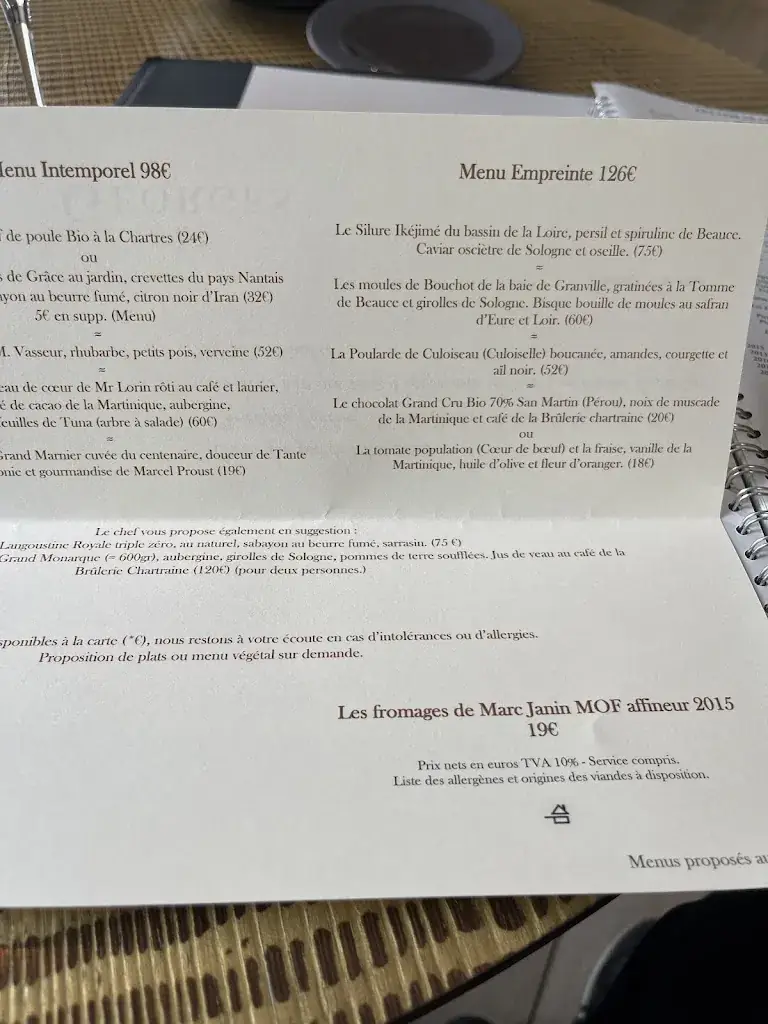 Menu Intemporel 98€
de poule Bio à la Chartres (24€)
ou
de Grâce au jardin, crevettes du pays Nantais
au beurre fumé, citron noir d'Iran (32€)
5€ en supp. (Menu)
=
M. Vasseur, rhubarbe, petits pois, verveine (52€)
=
de cœur de Mr Lorin rôti au café et laurier,
de cacao de la Martinique, aubergine,
feuilles de Tuna (arbre à salade) (60€)
=
Grand Marnier cuvée du centenaire, douceur de Tante
et gourmandise de Marcel Proust (19€)
Menu Empreinte 126€
Le Silure Ikéjimé du bassin de la Loire, persil et spiruline de Beauce.
Caviar osciètre de Sologne et oseille. (75€)
=
Les moules de Bouchot de la baie de Granville, gratinées à la Tomme
de Beauce et girolles de Sologne. Bisque bouille de moules au safran
d'Eure et Loir. (60€)
=
La Poularde de Culoiseau (Culoiselle) boucanée, amandes, courgette et
ail noir. (52€)
=
Le chocolat Grand Cru Bio 70% San Martin (Pérou), noix de muscade
de la Martinique et café de la Brûlerie chartraine (20€)
ou
La tomate population (Cœur de bœuf) et la fraise, vanille de la
Martinique, huile d'olive et fleur d'oranger. (18€)
Le chef vous propose également en suggestion :
Langoustine Royale triple zéro, au naturel, sabayon au beurre fumé, sarrasin. (75 €)
Grand Monarque (= 600gr), aubergine, girolles de Sologne, pommes de terre soufflées. Jus de veau au café de la
Brûlerie Chartraine (120€) (pour deux personnes.)
disponibles à la carte (*€), nous restons à votre écoute en cas d'intolérances ou d'allergies.
Proposition de plats ou menu végétal sur demande.
Les fromages de Marc Janin MOF affineur 2015
19€
Prix nets en euros TVA 10% - Service compris.
Liste des allergènes et origines des viandes à disposition.
Menus proposés au